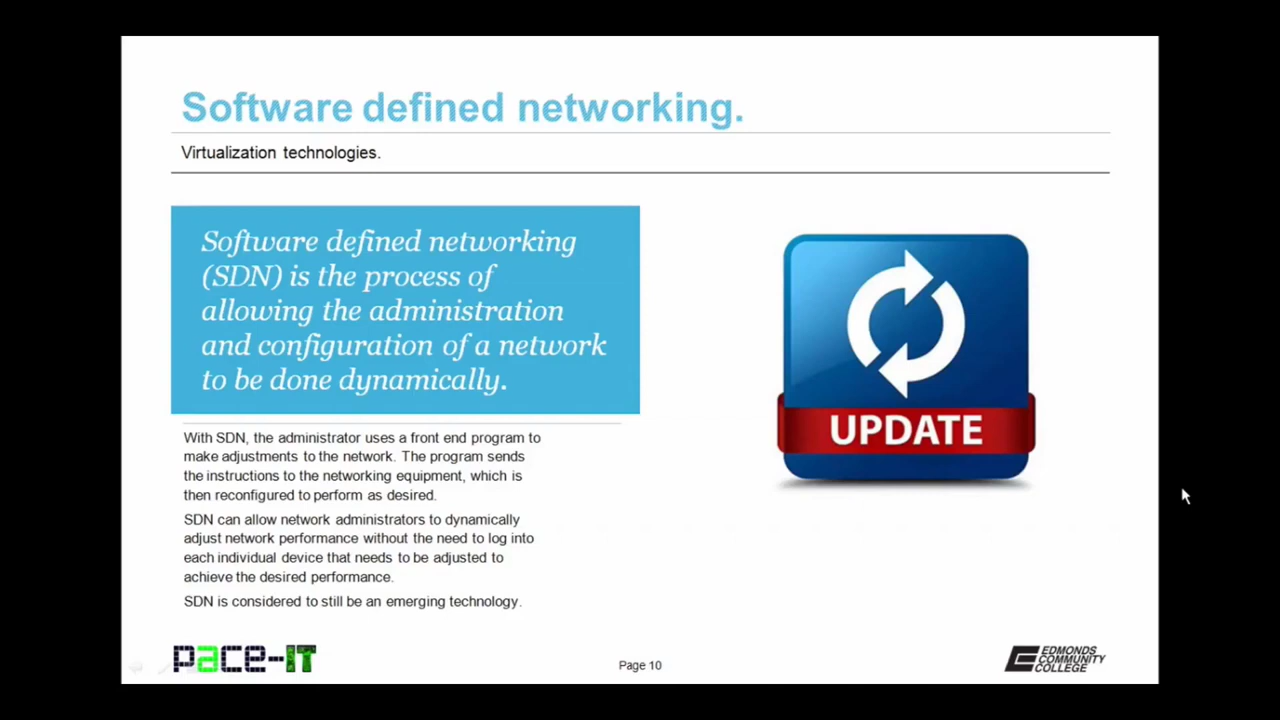 Software defined networking.
Virtualization technologies.
Software defined networking
(SDN) is the process of
allowing the administration
and configuration of a network
to be done dynamically.
With SDN, the administrator uses a front end program to
make adjustments to the network. The program sends
the instructions to the networking equipment, which is
then reconfigured to perform as desired.
SDN can allow network administrators to dynamically
adjust network performance without the need to log into
each individual device that needs to be adjusted to
achieve the desired performance.
SDN is considered to still be an emerging technology.
UPDATE
pace-IT
Page 10
EDMONDS
COMMUNITY
COLLEGE